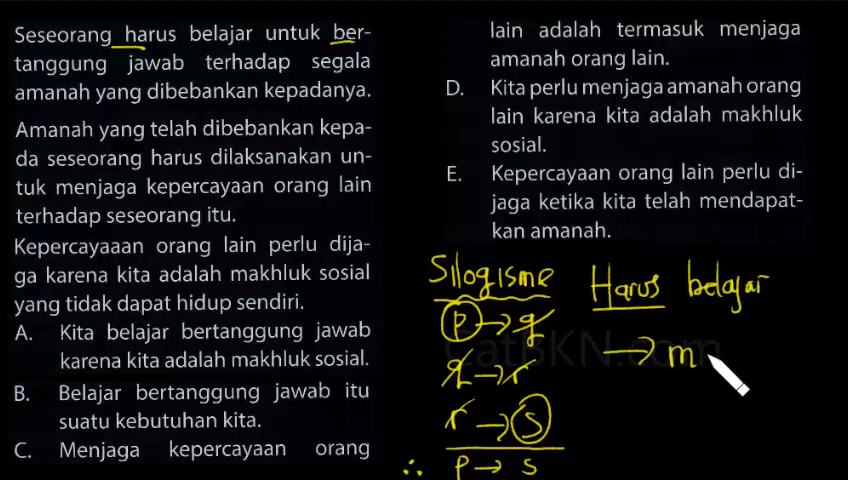 Seseorang harus belajar untuk ber-
tanggung jawab terhadap segala
amanah yang dibebankan kepadanya.
Amanah yang telah dibebankan kepa-
da seseorang harus dilaksanakan un-
tuk menjaga kepercayaan orang lain
terhadap seseorang itu.
Kepercayaaan orang lain perlu dija-
ga karena kita adalah makhluk sosial
yang tidak dapat hidup sendiri.
A. Kita belajar bertanggung jawab
karena kita adalah makhluk sosial.
B. Belajar bertanggung jawab itu
suatu kebutuhan kita.
C. Menjaga kepercayaan orang
lain adalah termasuk menjaga
amanah orang lain.
D. Kita perlu menjaga amanah orang
lain karena kita adalah makhluk
sosial.
E. Kepercayaan orang lain perlu di-
jaga ketika kita telah mendapat-
kan amanah.
Silogisme
p → q
q → r
r → s
∴ p → s
Harus belajar
→ m
CatBKN.com